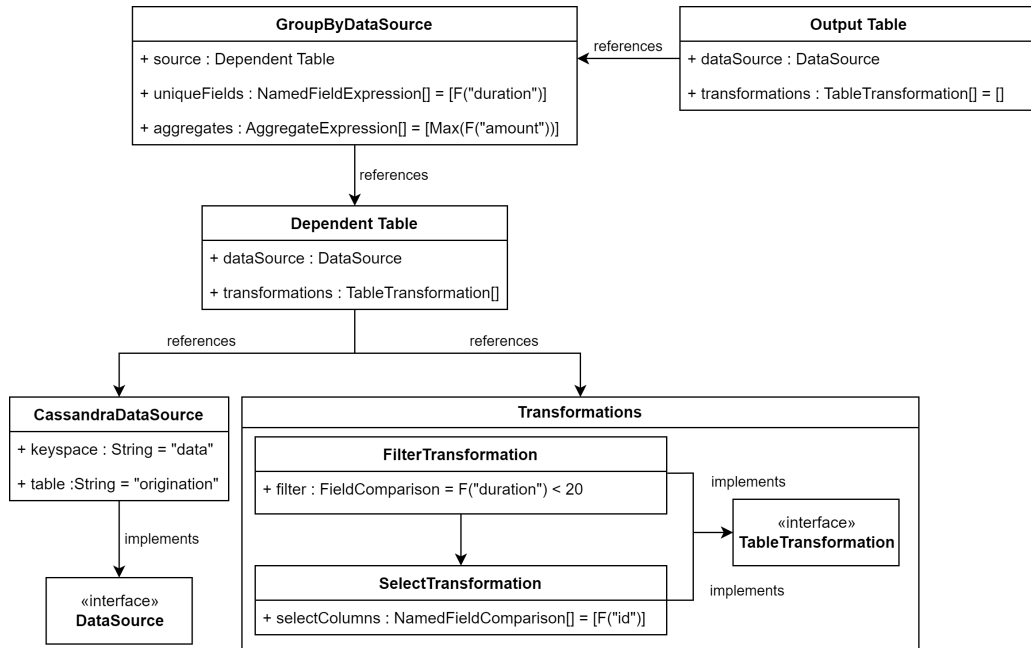 GroupByDataSource
+ source : Dependent Table
+ uniqueFields : NamedFieldExpression[] = [F("duration")]
+ aggregates : AggregateExpression[] = [Max(F("amount"))]
references
Output Table
+ dataSource : DataSource
+ transformations : TableTransformation[] = []
references
Dependent Table
+ dataSource : DataSource
+ transformations : TableTransformation[]
references
references
CassandraDataSource
+ keyspace : String = "data"
+ table :String = "origination"
implements
«interface»
DataSource
Transformations
FilterTransformation
+ filter : FieldComparison = F("duration") < 20
implements
«interface»
TableTransformation
SelectTransformation
+ selectColumns : NamedFieldComparison[] = [F("id")]
implements